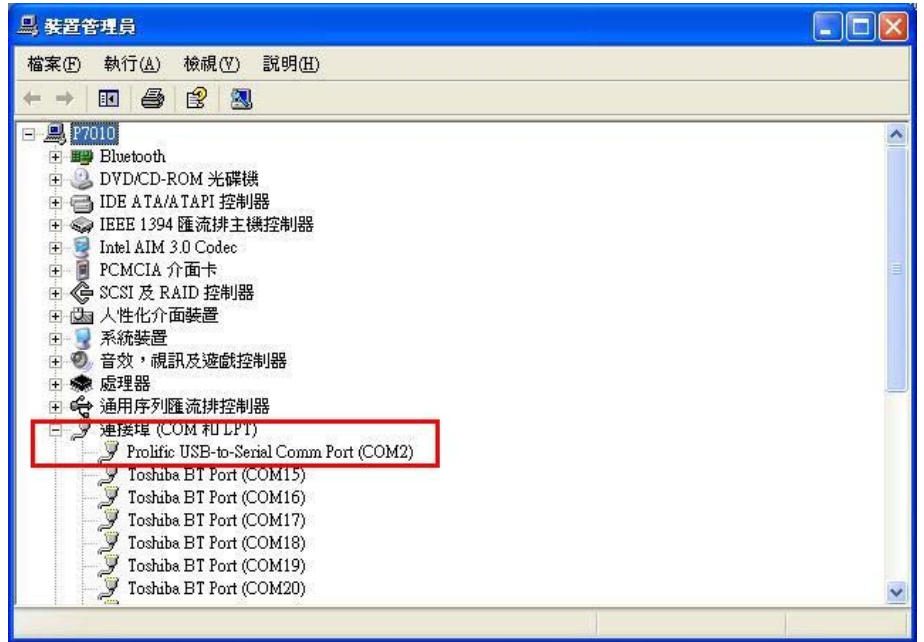 裝置管理員
檔案(F) 執行(A) 檢視(V) 說明(H)
P7010
Bluetooth
DVD/CD-ROM 光碟機
IDE ATA/ATAPI 控制器
IEEE 1394 匯流排主機控制器
Intel AIM 3.0 Codec
PCMCIA 介面卡
SCSI 及 RAID 控制器
人性化介面裝置
系統裝置
音效，視訊及遊戲控制器
處理器
通用序列匯流排控制器
連接埠 (COM 和 LPT)
Prolific USB-to-Serial Comm Port (COM2)
Toshiba BT Port (COM15)
Toshiba BT Port (COM16)
Toshiba BT Port (COM17)
Toshiba BT Port (COM18)
Toshiba BT Port (COM19)
Toshiba BT Port (COM20)